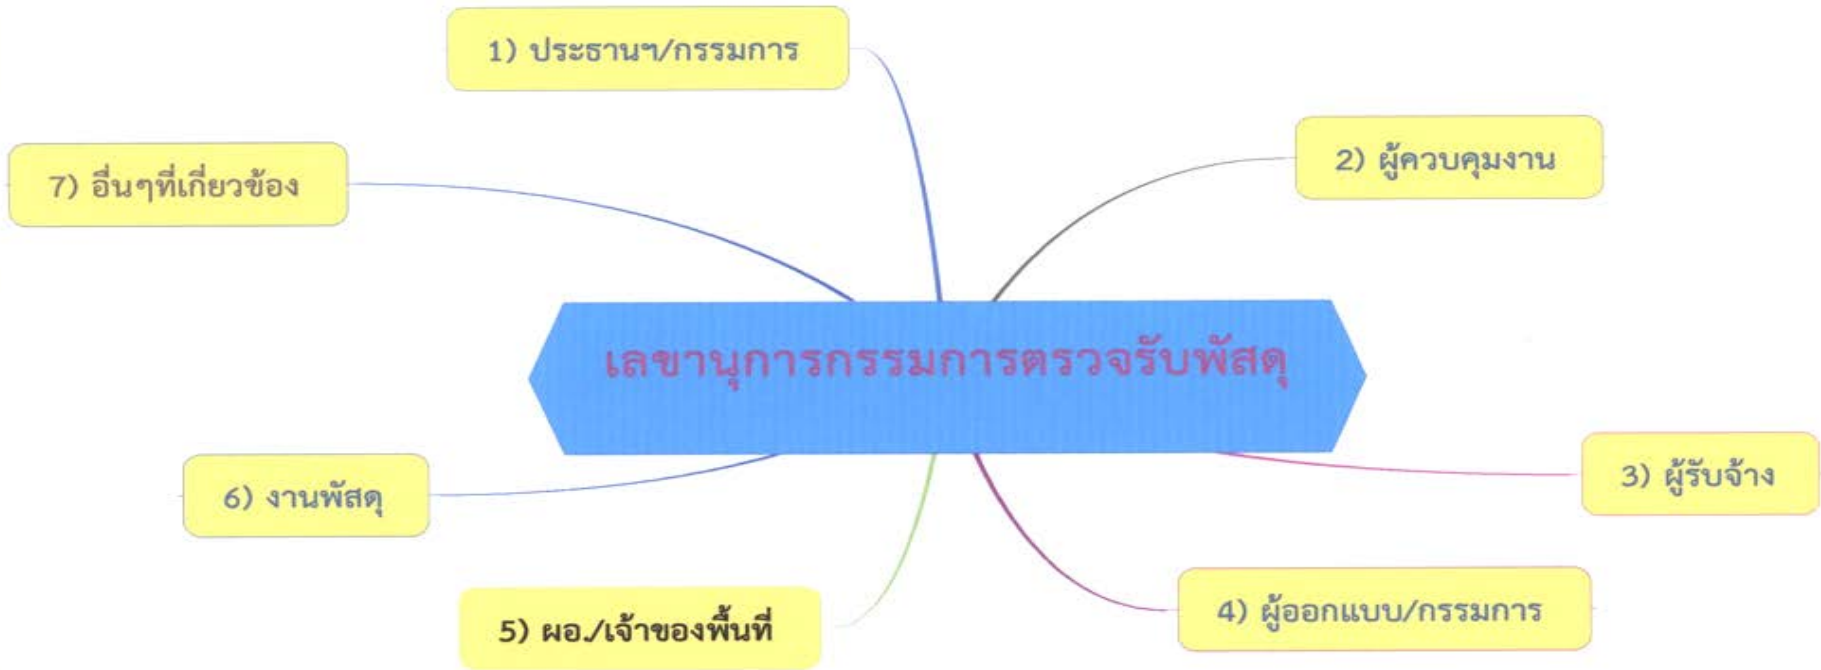 1) ประธานฯ/กรรมการ
2) ผู้ควบคุมงาน
7) อื่นๆที่เกี่ยวข้อง
เลขานุการกรรมการตรวจรับพัสดุ
3) ผู้รับจ้าง
6) งานพัสดุ
4) ผู้ออกแบบ/กรรมการ
5) ผอ./เจ้าของพื้นที่